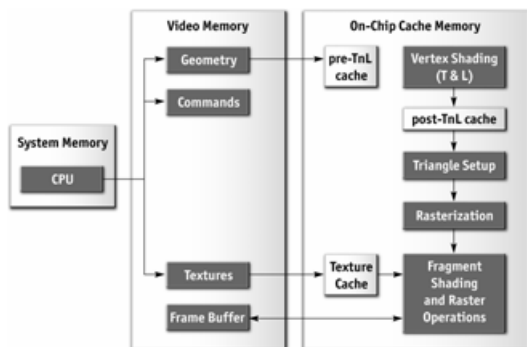 Video Memory
On-Chip Cache Memory
Geometry
pre-TnL
cache
Vertex Shading
(T & L)
Commands
post-TnL cache
System Memory
CPU
Triangle Setup
Rasterization
Textures
Texture
Cache
Fragment
Shading
and Raster
Operations
Frame Buffer